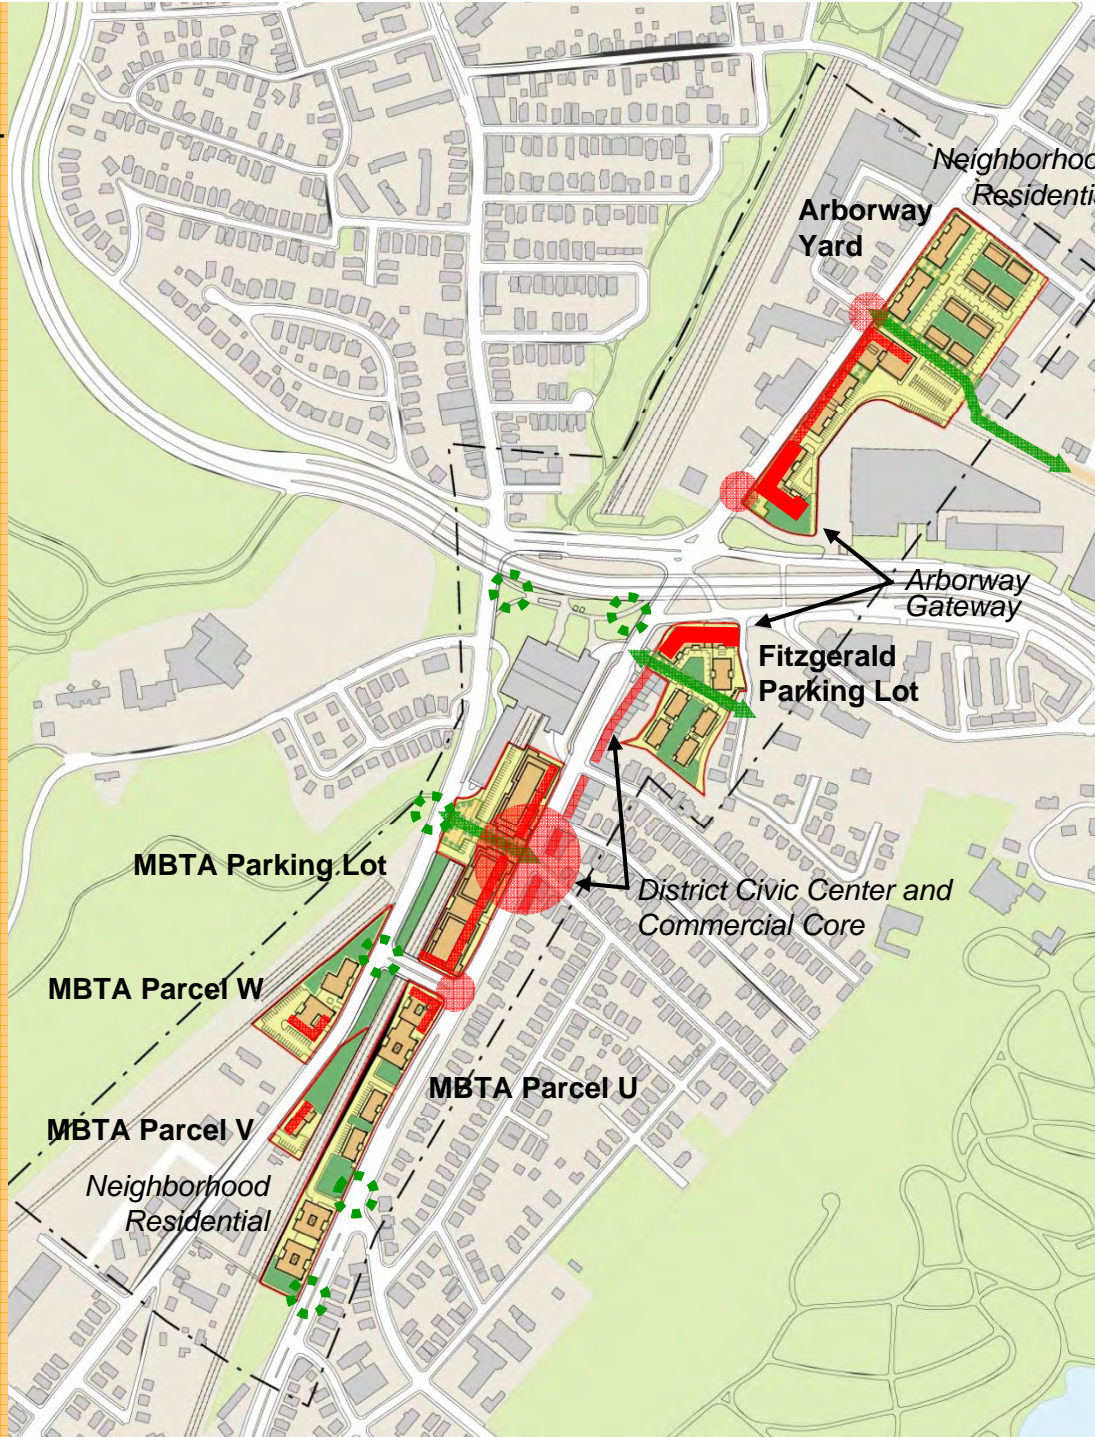 Neighborhoo
Residenti
Arborway
Yard
Arborway
Gateway
Fitzgerald
Parking Lot
MBTA Parking Lot
District Civic Center and
Commercial Core
MBTA Parcel W
MBTA Parcel U
MBTA Parcel V
Neighborhood
Residential